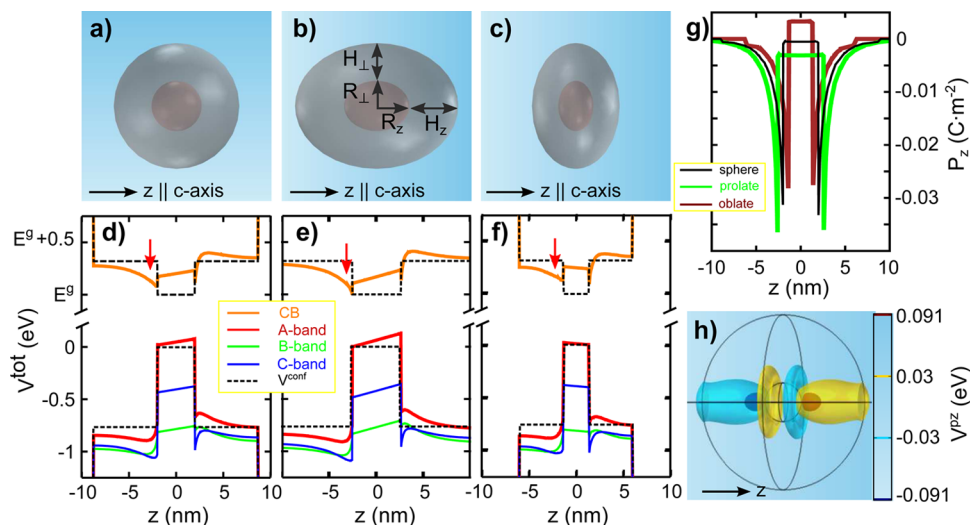 a)
H⊥
R⊥
Rz
Hz
z || c-axis
b)
z || c-axis
c)
z || c-axis
g)
0
-0.01
-0.02
-0.03
Pz (C·m-2)
sphere
prolate
oblate
-10 -5 0 5 10
z (nm)
d)
e)
f)
Eg +0.5
Eg
0
-0.5
-1
Vtot (eV)
CB
A-band
B-band
C-band
Vconf
-10 -5 0 5
z (nm)
-10 -5 0 5
z (nm)
-10 -5 0 5 10
z (nm)
h)
z
0.091
0.03
-0.03
-0.091
Vpz (eV)